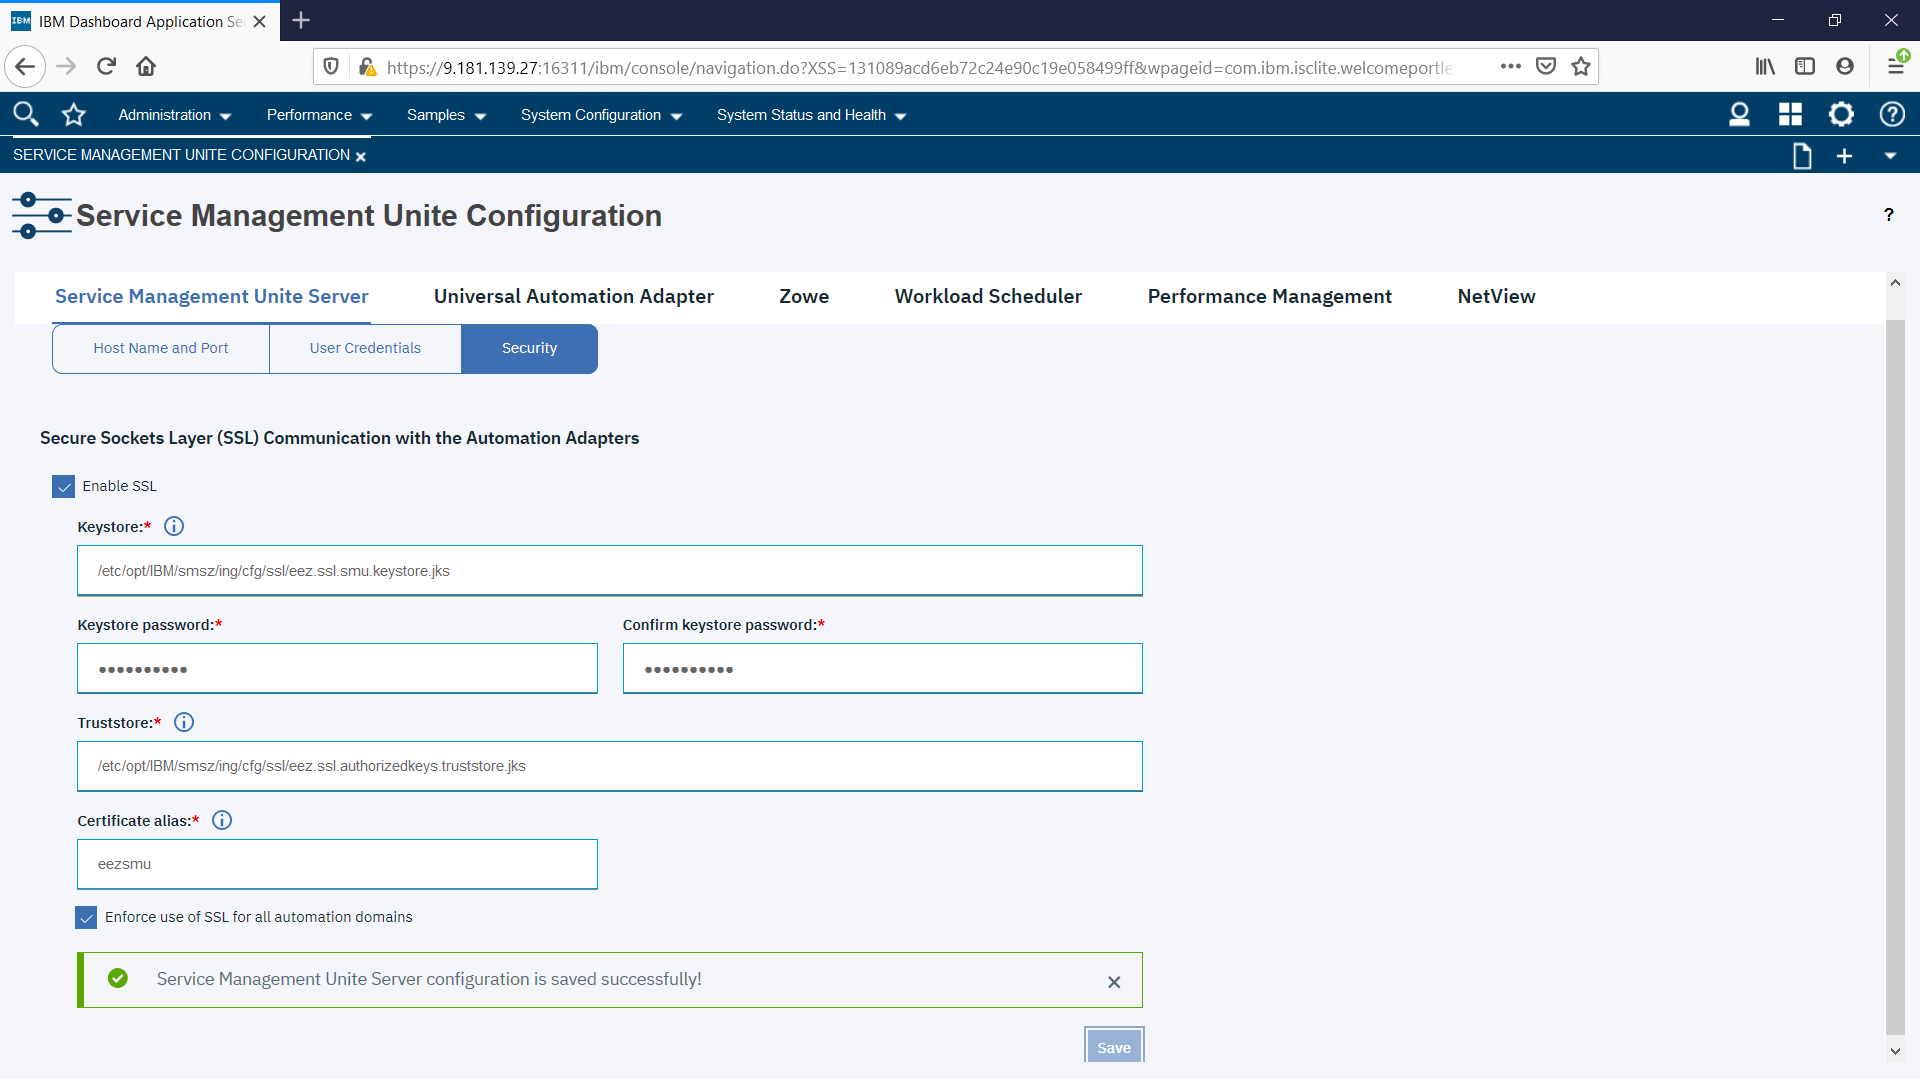 IBM IBM Dashboard Application Se
https://9.181.139.27:16311/ibm/console/navigation.do?XSS=131089acd6eb72c24e90c19e058499ff&wpageid=com.ibm.isclite.welcomeportle
Administration Performance Samples System Configuration System Status and Health ?
SERVICE MANAGEMENT UNITE CONFIGURATION
Service Management Unite Configuration ?
Service Management Unite Server Universal Automation Adapter Zowe Workload Scheduler Performance Management NetView
Host Name and Port User Credentials Security
Secure Sockets Layer (SSL) Communication with the Automation Adapters
Enable SSL
Keystore:* i
/etc/opt/IBM/smsz/ing/cfg/ssl/eez.ssl.smu.keystore.jks
Keystore password:* Confirm keystore password:*
●●●●●●●●●● ●●●●●●●●●●
Truststore:* i
/etc/opt/IBM/smsz/ing/cfg/ssl/eez.ssl.authorizedkeys.truststore.jks
Certificate alias:* i
eezsmu
Enforce use of SSL for all automation domains
Service Management Unite Server configuration is saved successfully!
Save